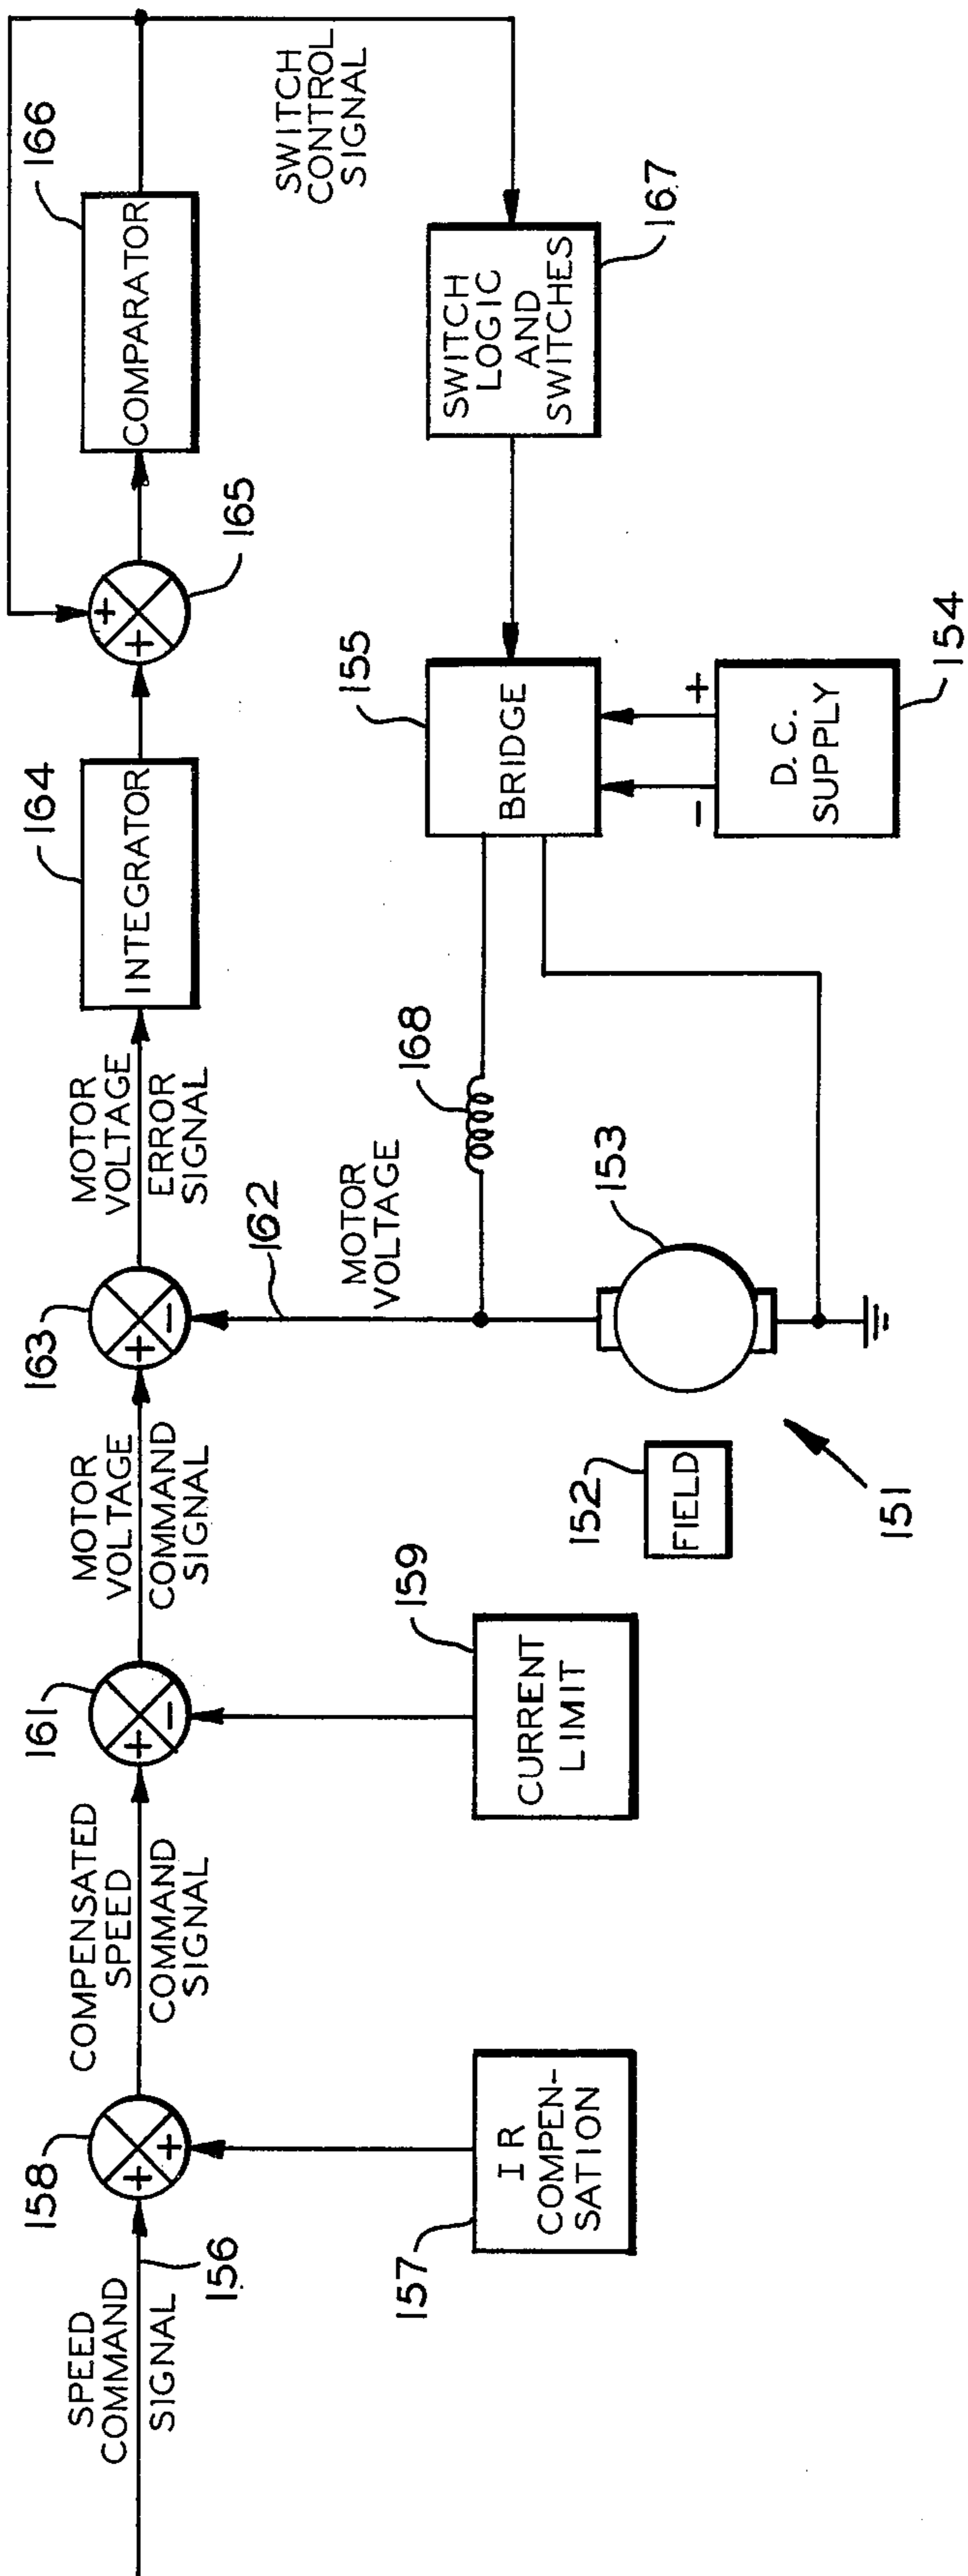 SPEED
COMMAND
SIGNAL
156
158
+
+
IR
COMPEN-
SATION
157
COMPENSATED
SPEED
COMMAND
SIGNAL
161
+
−
CURRENT
LIMIT
159
MOTOR
VOLTAGE
COMMAND
SIGNAL
163
+
−
162
MOTOR
VOLTAGE
MOTOR
VOLTAGE
ERROR
SIGNAL
164
INTEGRATOR
165
+
+
COMPARATOR
166
SWITCH
CONTROL
SIGNAL
SWITCH
LOGIC
AND
SWITCHES
167
155
BRIDGE
− +
D. C.
SUPPLY
154
168
153
152
FIELD
151